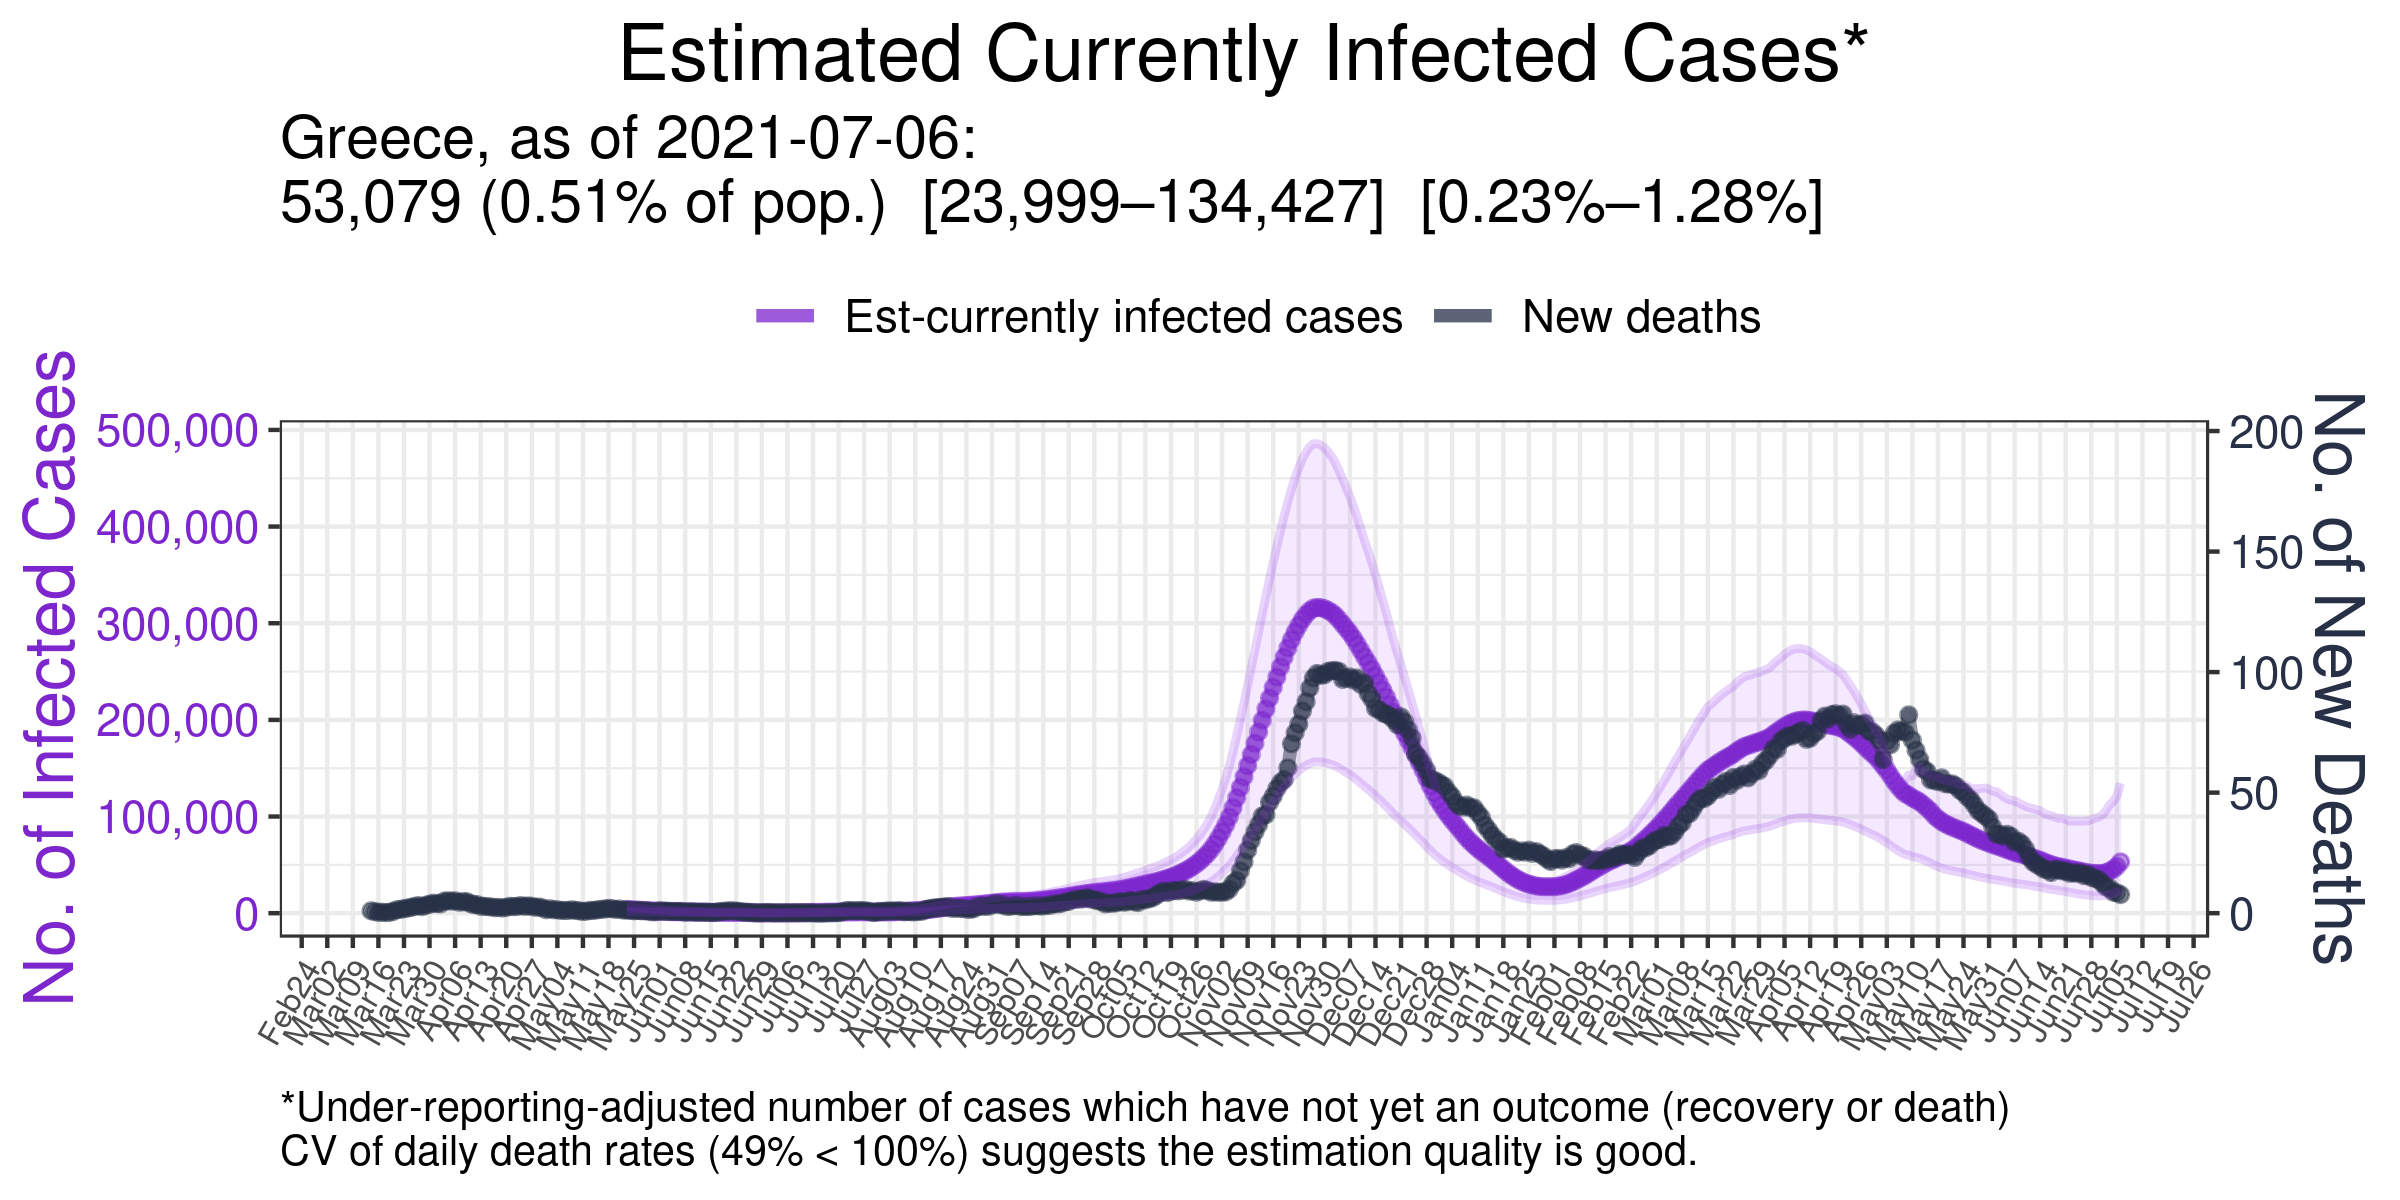 Estimated Currently Infected Cases*
Greece, as of 2021-07-06:
53,079 (0.51% of pop.) [23,999–134,427] [0.23%–1.28%]
Est-currently infected cases
New deaths
No. of Infected Cases
500,000
400,000
300,000
200,000
100,000
0
200
150
100
50
0
No. of New Deaths
Feb24
Mar02
Mar09
Mar16
Mar23
Mar30
Apr06
Apr13
Apr20
Apr27
May04
May11
May18
May25
Jun01
Jun08
Jun15
Jun22
Jun29
Jul06
Jul13
Jul20
Jul27
Aug03
Aug10
Aug17
Aug24
Aug31
Sep07
Sep14
Sep21
Sep28
Oct05
Oct12
Oct19
Oct26
Nov02
Nov09
Nov16
Nov23
Nov30
Dec07
Dec14
Dec21
Dec28
Jan04
Jan11
Jan18
Jan25
Feb01
Feb08
Feb15
Feb22
Mar01
Mar08
Mar15
Mar22
Mar29
Apr05
Apr12
Apr19
Apr26
May03
May10
May17
May24
May31
Jun07
Jun14
Jun21
Jun28
Jul05
Jul12
Jul19
Jul26
*Under-reporting-adjusted number of cases which have not yet an outcome (recovery or death)
CV of daily death rates (49% < 100%) suggests the estimation quality is good.